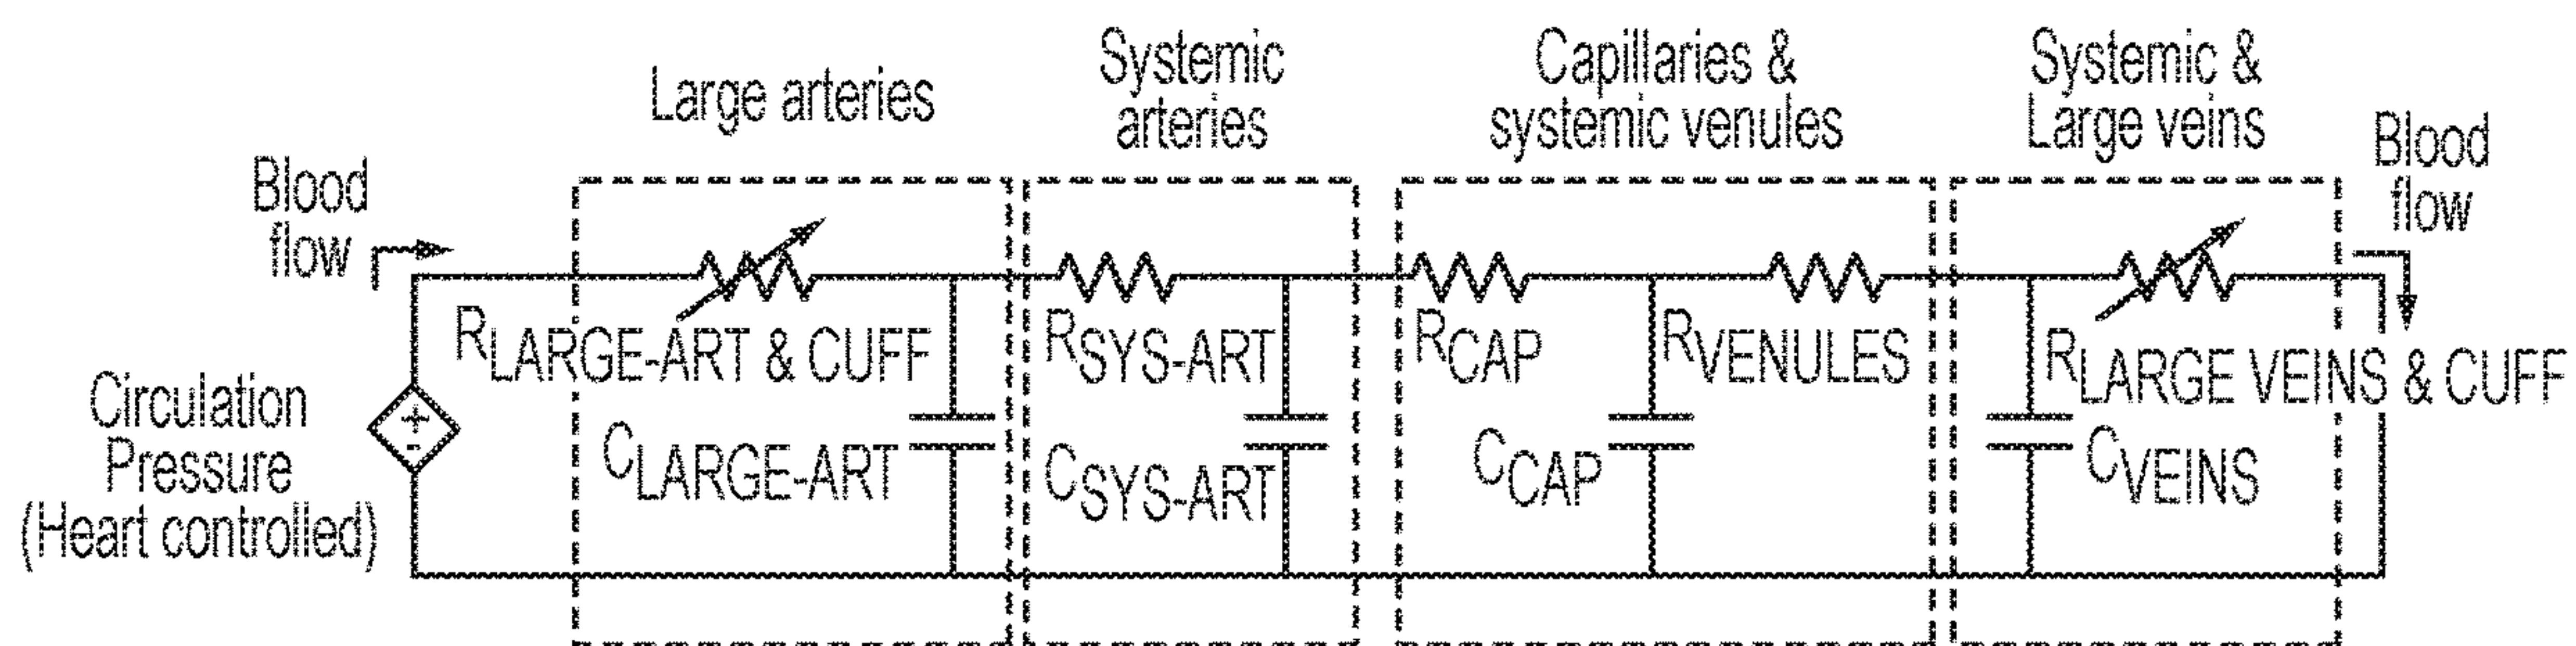 Large arteries
Systemic
arteries
Capillaries &
systemic venules
Systemic &
Large veins
Blood
flow
Blood
flow
RLARGE-ART & CUFF
RSYS-ART
RCAP
RVENULES
RLARGE VEINS & CUFF
Circulation
Pressure
(Heart controlled)
+
-
CLARGE-ART
CSYS-ART
CCAP
CVEINS